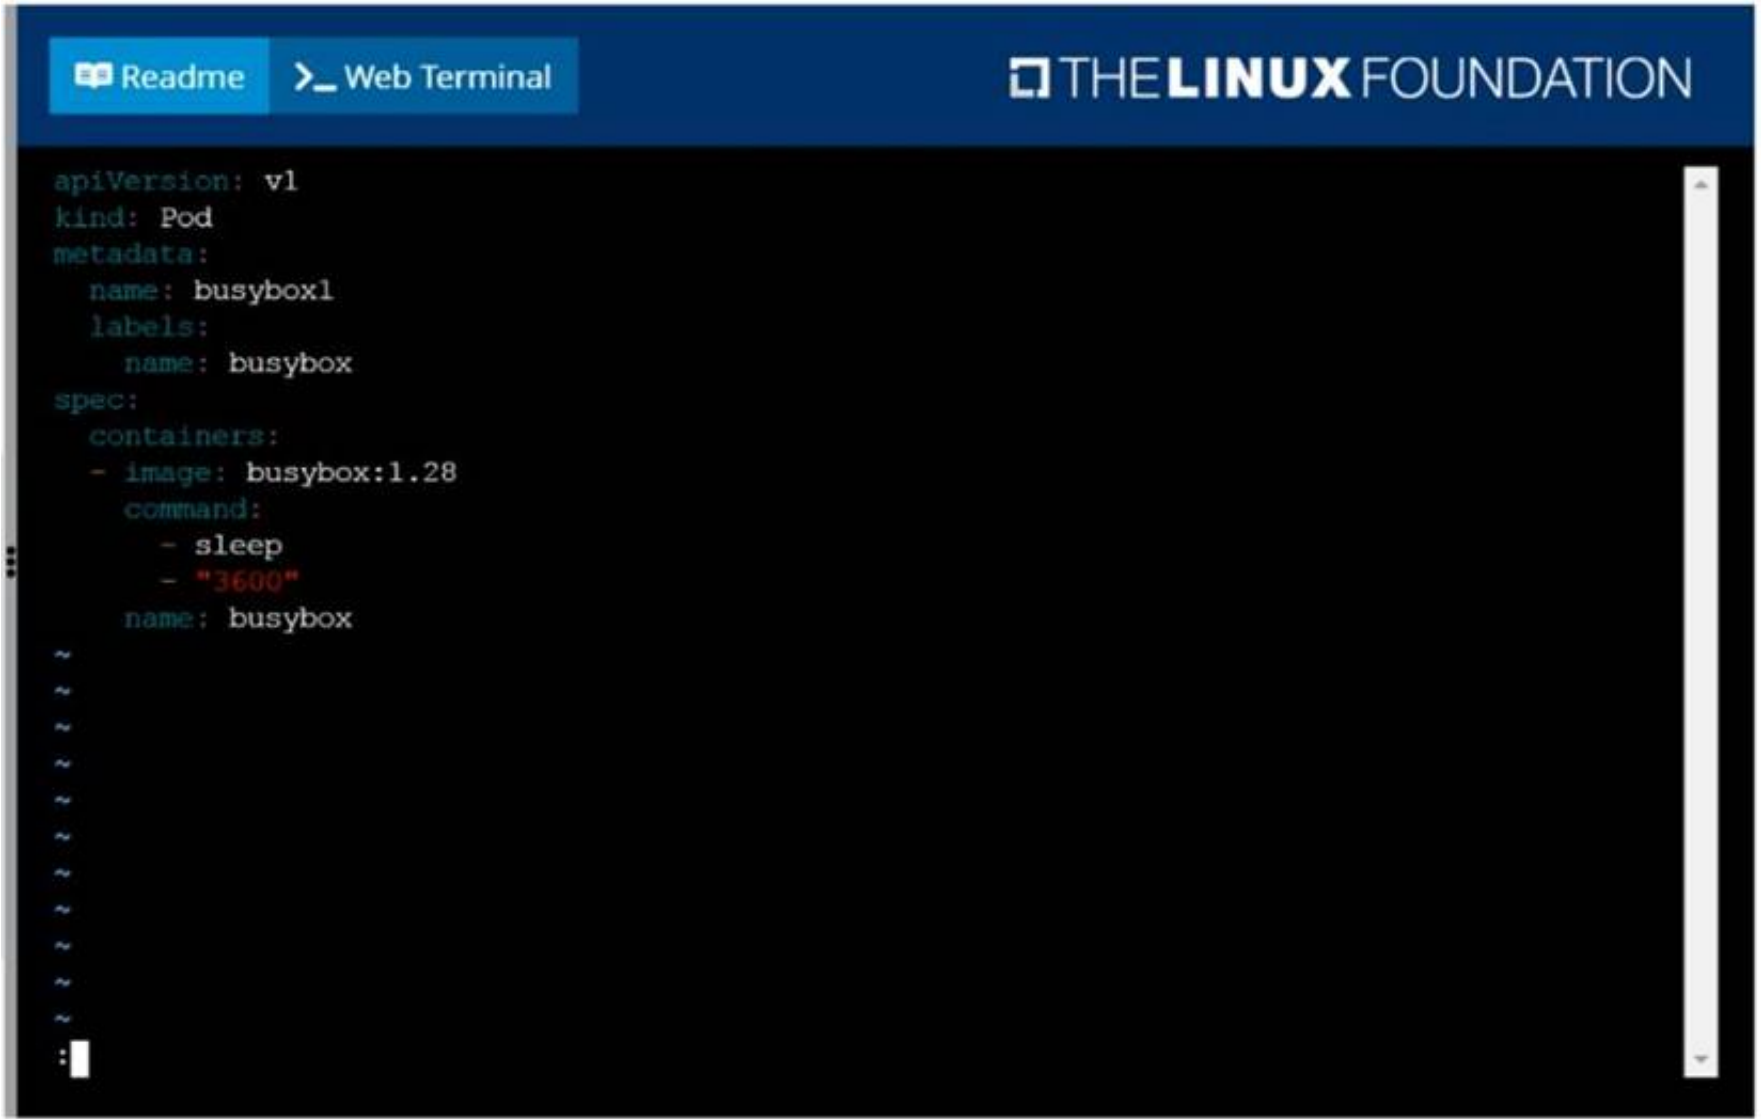 Readme
>_ Web Terminal
THE LINUX FOUNDATION
apiVersion: v1
kind: Pod
metadata:
  name: busybox1
  labels:
    name: busybox
spec:
  containers:
  - image: busybox:1.28
    command:
      - sleep
      - "3600"
    name: busybox
~
~
~
~
~
~
~
~
~
~
~
: